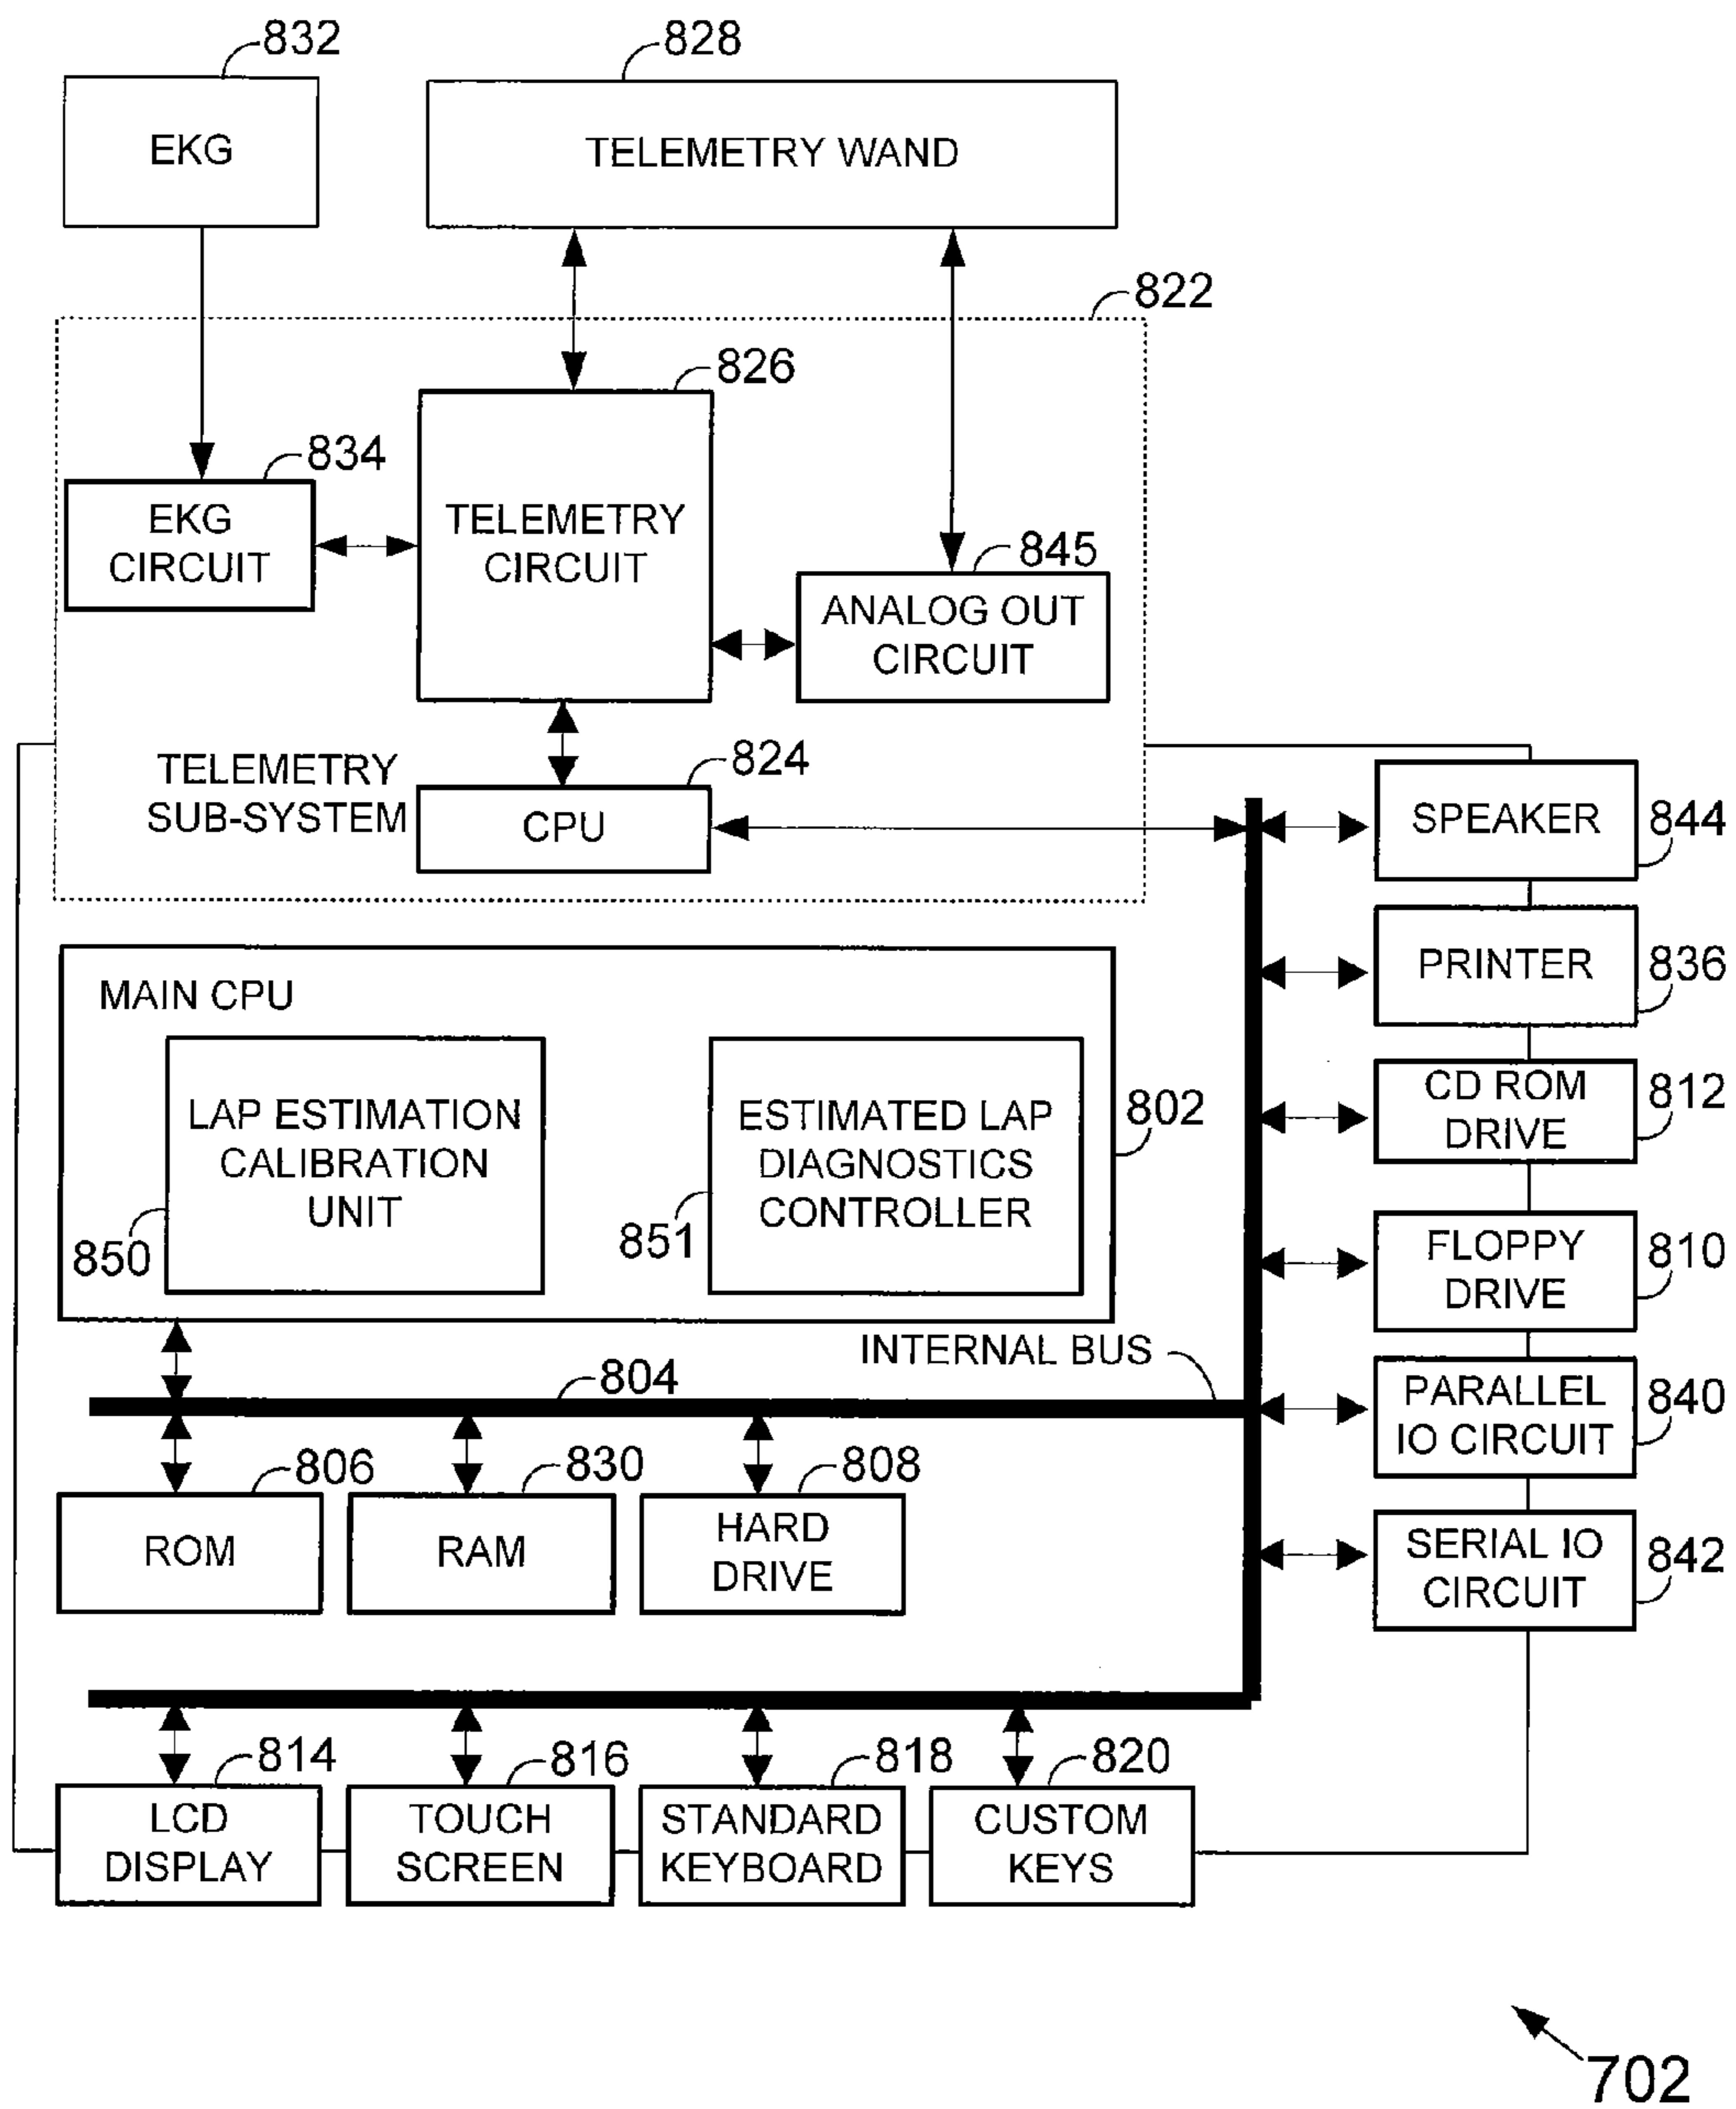 832
828
EKG
TELEMETRY WAND
822
826
834
EKG
CIRCUIT
TELEMETRY
CIRCUIT
845
ANALOG OUT
CIRCUIT
TELEMETRY
SUB-SYSTEM
824
CPU
SPEAKER
844
PRINTER
836
MAIN CPU
CD ROM
DRIVE
812
LAP ESTIMATION
CALIBRATION
UNIT
850
ESTIMATED LAP
DIAGNOSTICS
CONTROLLER
851
802
FLOPPY
DRIVE
810
INTERNAL BUS
804
PARALLEL
IO CIRCUIT
840
806
830
808
ROM
RAM
HARD
DRIVE
SERIAL IO
CIRCUIT
842
814
816
818
820
LCD
DISPLAY
TOUCH
SCREEN
STANDARD
KEYBOARD
CUSTOM
KEYS
702